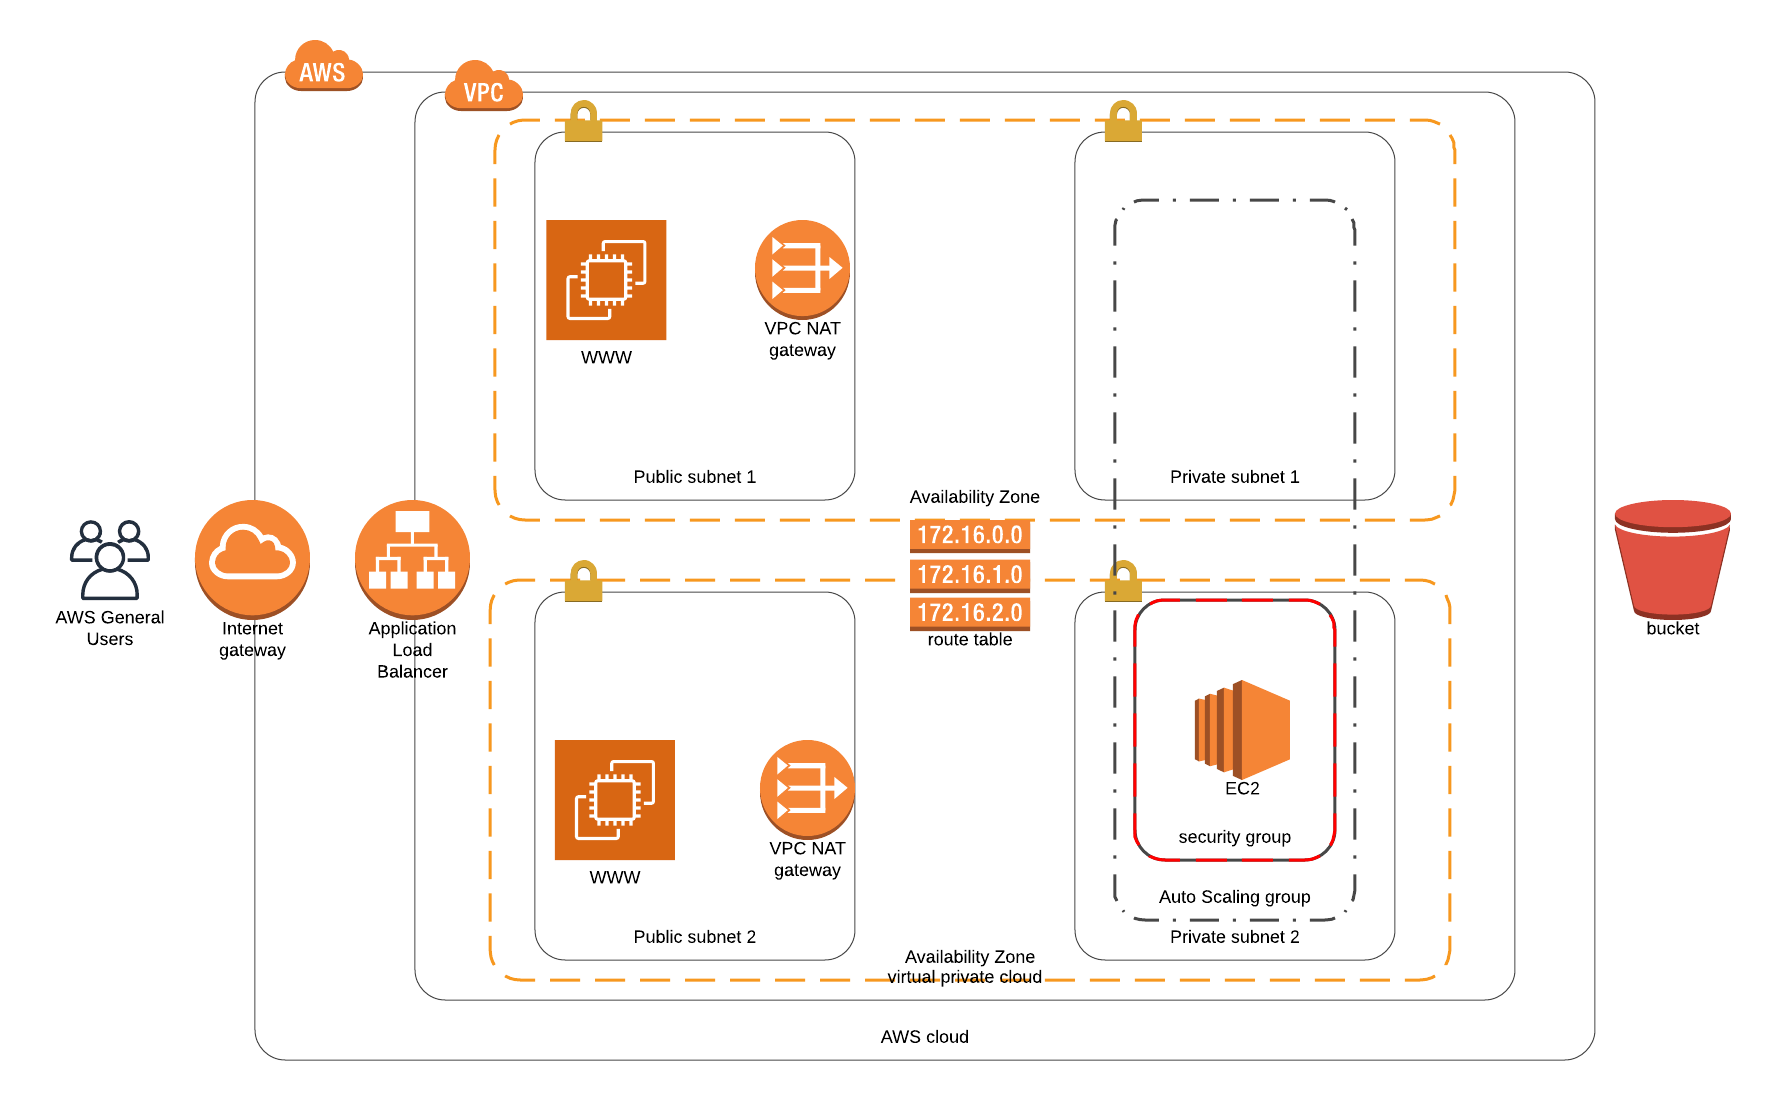 AWS
VPC
WWW
VPC NAT
gateway
Public subnet 1
Private subnet 1
Availability Zone
172.16.0.0
172.16.1.0
172.16.2.0
route table
AWS General
Users
Internet
gateway
Application
Load
Balancer
bucket
WWW
VPC NAT
gateway
Public subnet 2
EC2
security group
Auto Scaling group
Private subnet 2
Availability Zone
virtual private cloud
AWS cloud